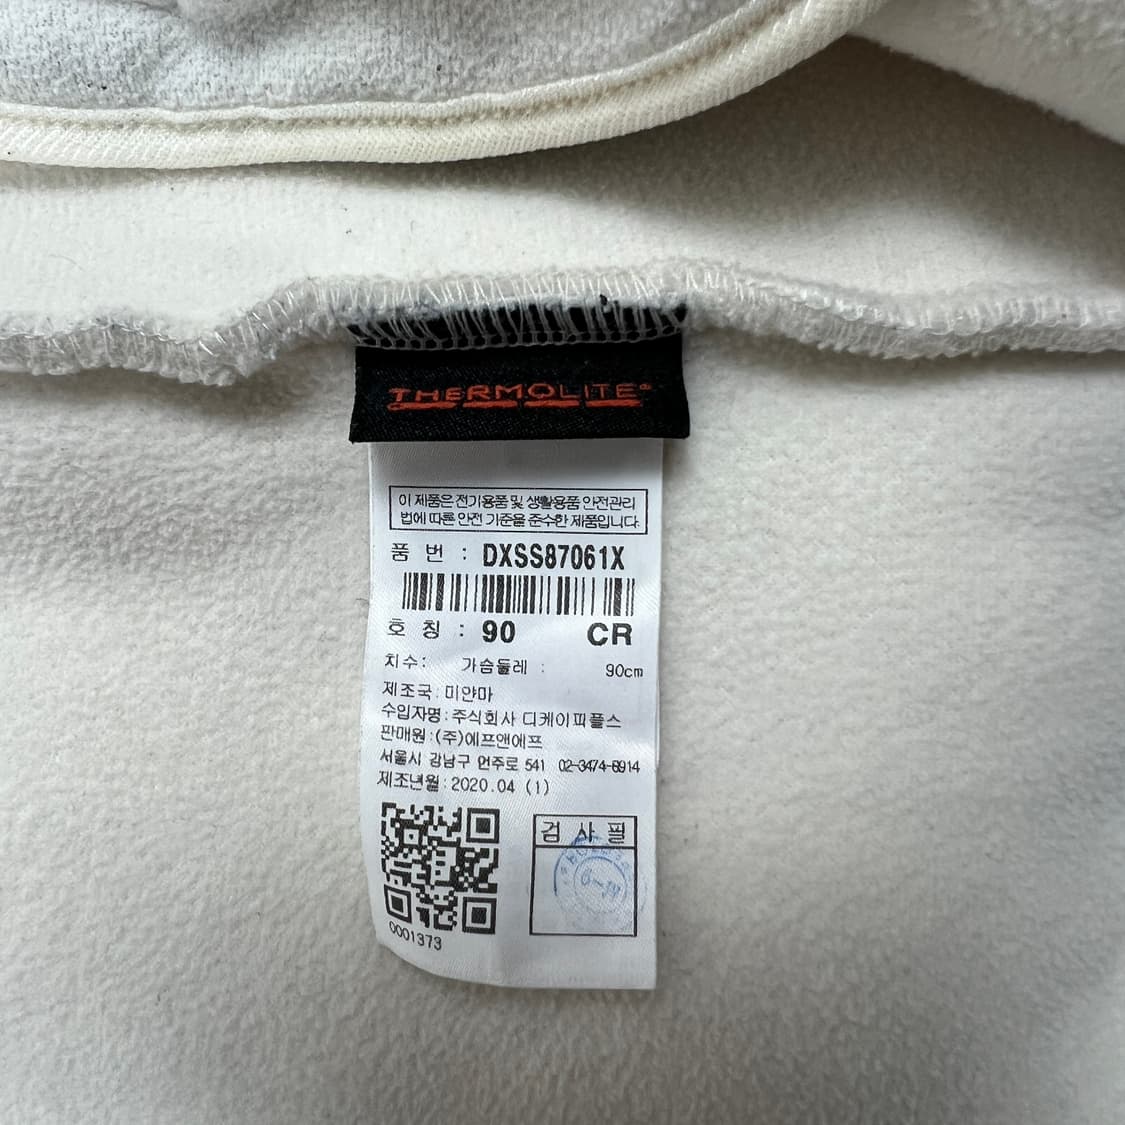 THERMOLITE®
이 제품은 전기용품 및 생활용품 안전관리
법에 따른 안전 기준을 준수한 제품입니다.
품 번 : DXSS87061X
호 칭 : 90 CR
치수: 가슴둘레 : 90cm
제조국:미얀마
수입자명:주식회사 디케이피플스
판매원:(주)에프앤에프
서울시 강남구 언주로 541 02-3474-6914
제조년월:2020.04 (1)
검 사 필
0001373